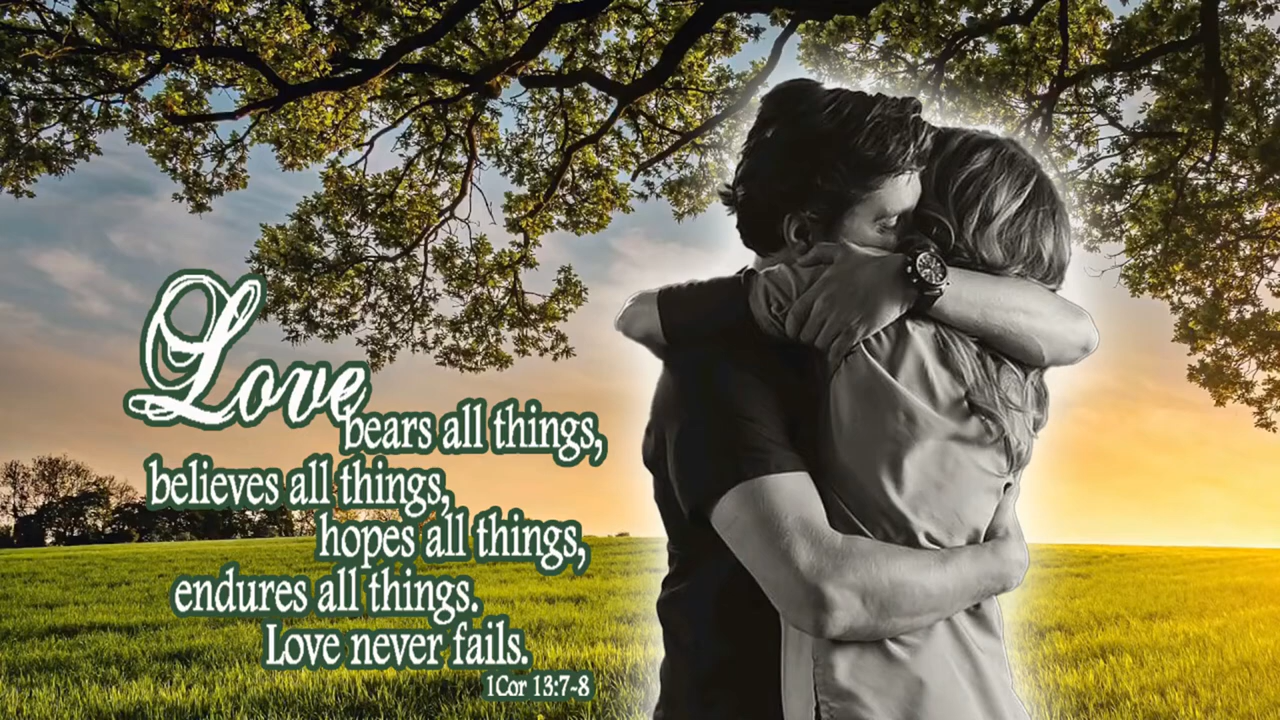 Love
bears all things,
believes all things,
hopes all things,
endures all things.
Love never fails.
1Cor 13:7-8